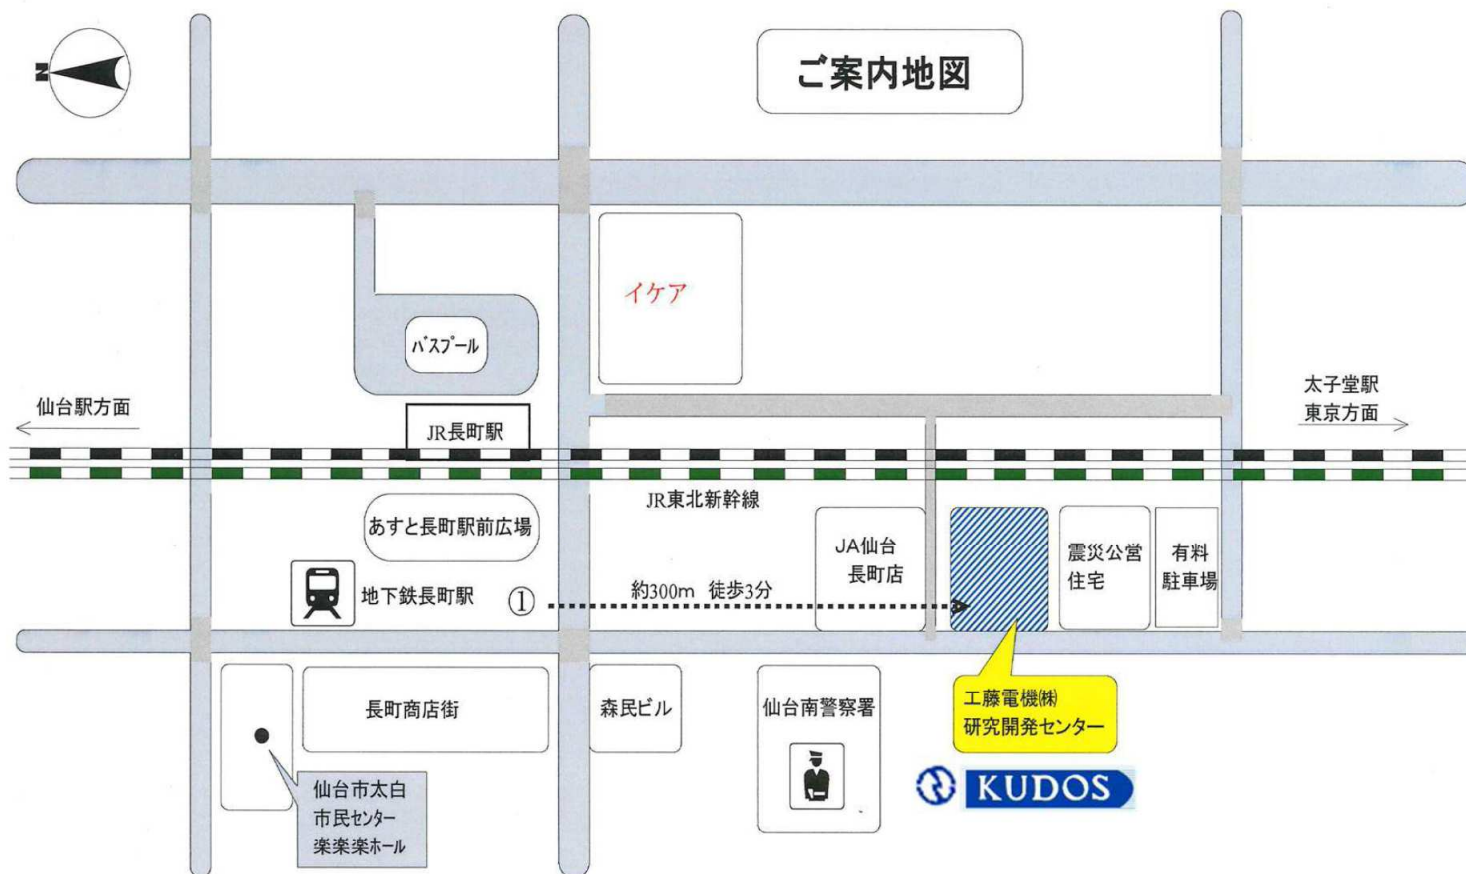 N
ご案内地図
イケア
バスプール
仙台駅方面
JR長町駅
太子堂駅
東京方面
JR東北新幹線
あすと長町駅前広場
地下鉄長町駅
①
約300m 徒歩3分
JA仙台
長町店
震災公営
住宅
有料
駐車場
長町商店街
森民ビル
仙台南警察署
工藤電機㈱
研究開発センター
KUDOS
仙台市太白
市民センター
楽楽楽ホール